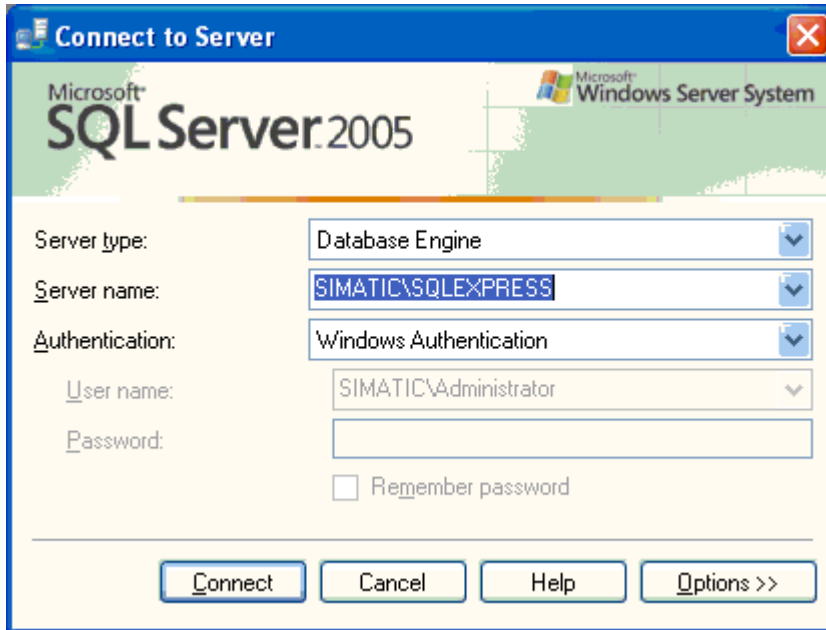 Connect to Server
Microsoft
SQL Server 2005
Microsoft
Windows Server System
Server type: Database Engine
Server name: SIMATIC\SQLEXPRESS
Authentication: Windows Authentication
User name: SIMATIC\Administrator
Password:
Remember password
Connect Cancel Help Options >>